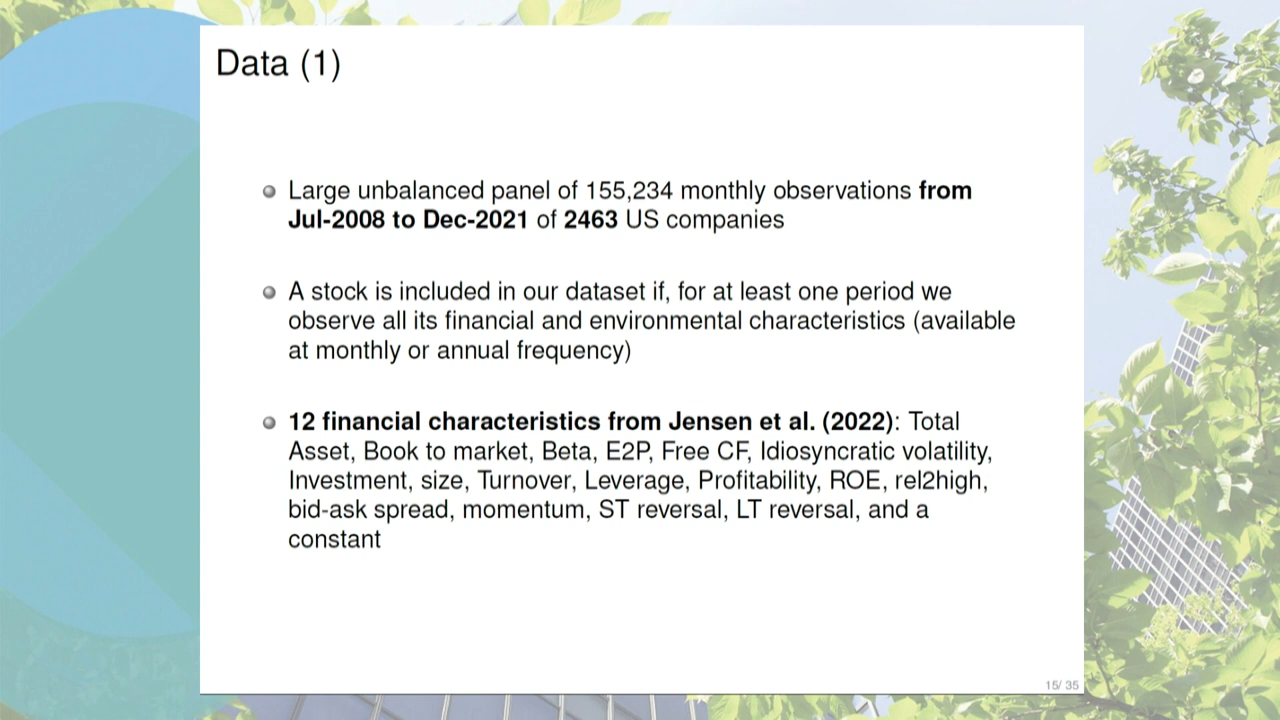 Data (1)
Large unbalanced panel of 155,234 monthly observations from
Jul-2008 to Dec-2021 of 2463 US companies
A stock is included in our dataset if, for at least one period we
observe all its financial and environmental characteristics (available
at monthly or annual frequency)
12 financial characteristics from Jensen et al. (2022): Total
Asset, Book to market, Beta, E2P, Free CF, Idiosyncratic volatility,
Investment, size, Turnover, Leverage, Profitability, ROE, rel2high,
bid-ask spread, momentum, ST reversal, LT reversal, and a
constant
15/ 35